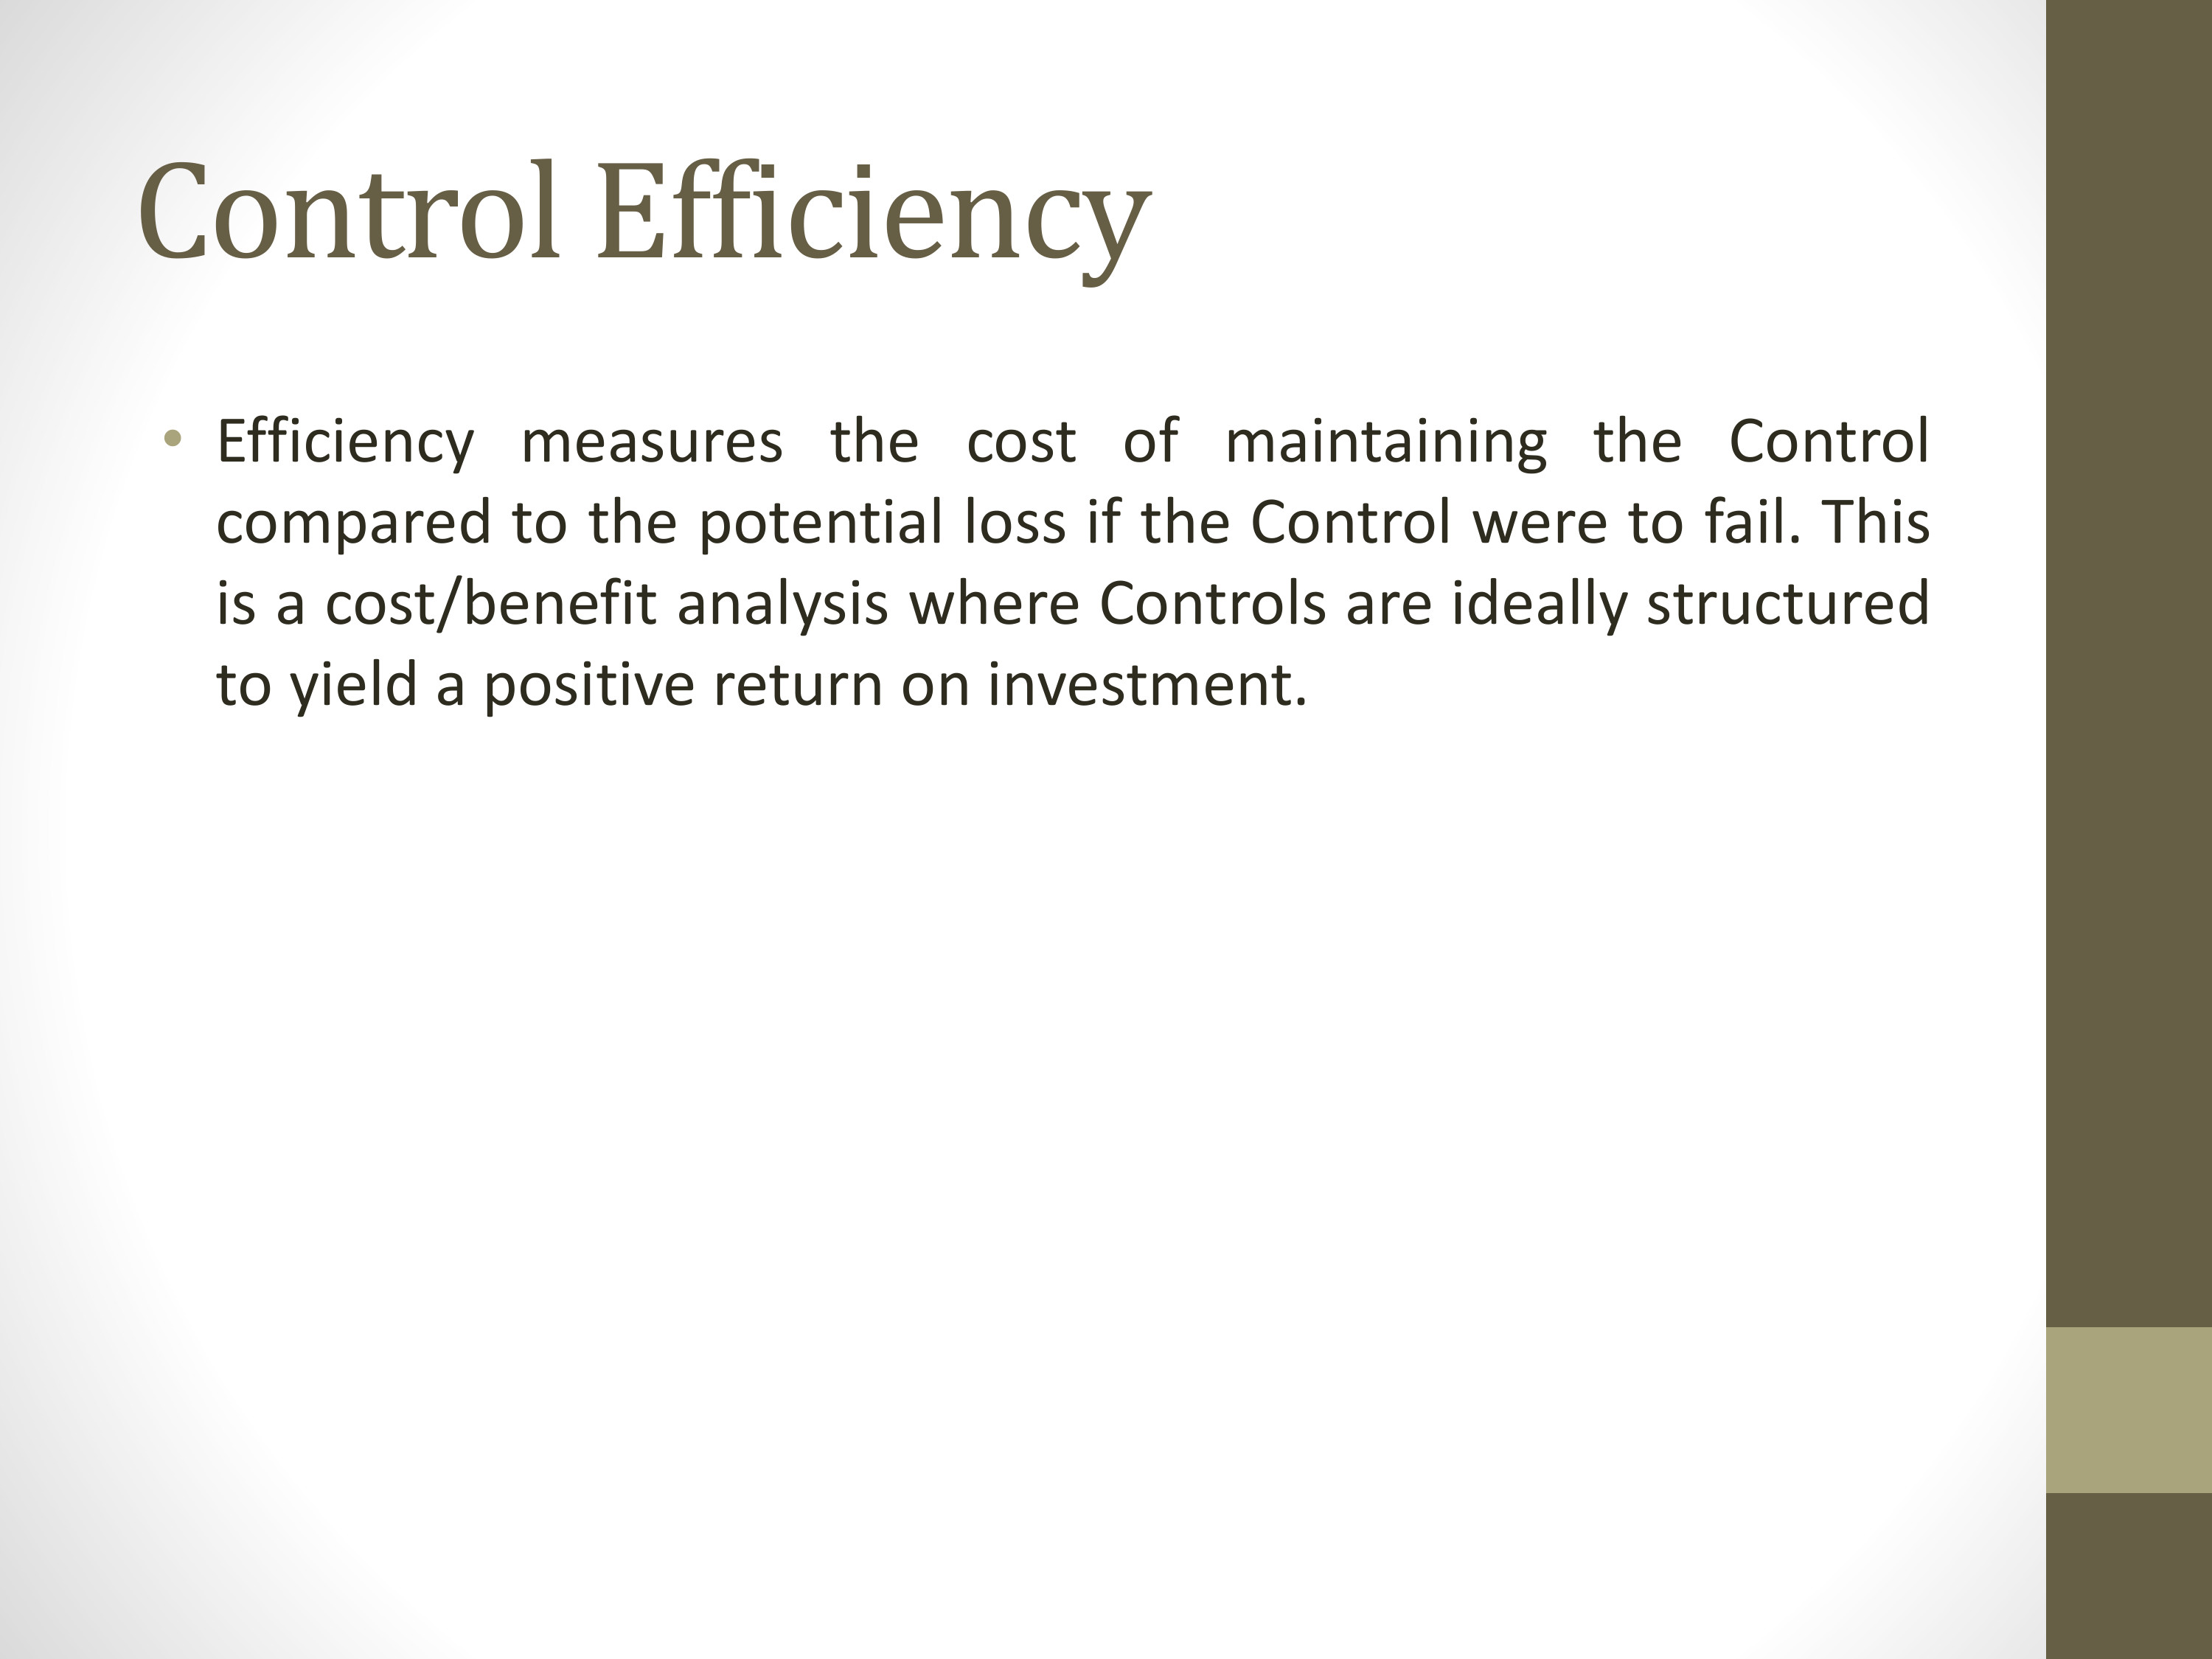 Control Efficiency
• Efficiency measures the cost of maintaining the Control
compared to the potential loss if the Control were to fail. This
is a cost/benefit analysis where Controls are ideally structured
to yield a positive return on investment.